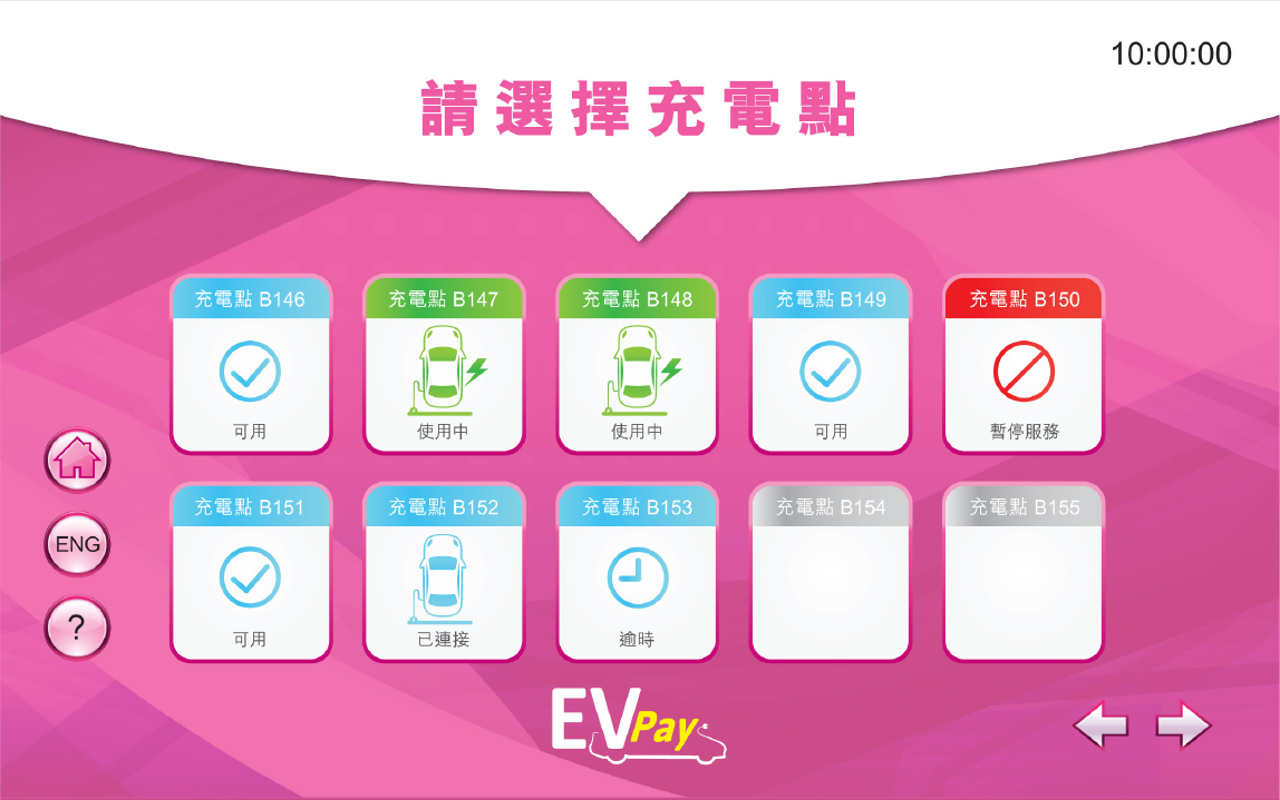 10:00:00
請選擇充電點
充電點 B146
可用
充電點 B147
使用中
充電點 B148
使用中
充電點 B149
可用
充電點 B150
暫停服務
充電點 B151
可用
充電點 B152
已連接
充電點 B153
逾時
充電點 B154
充電點 B155
ENG
?
EVPay